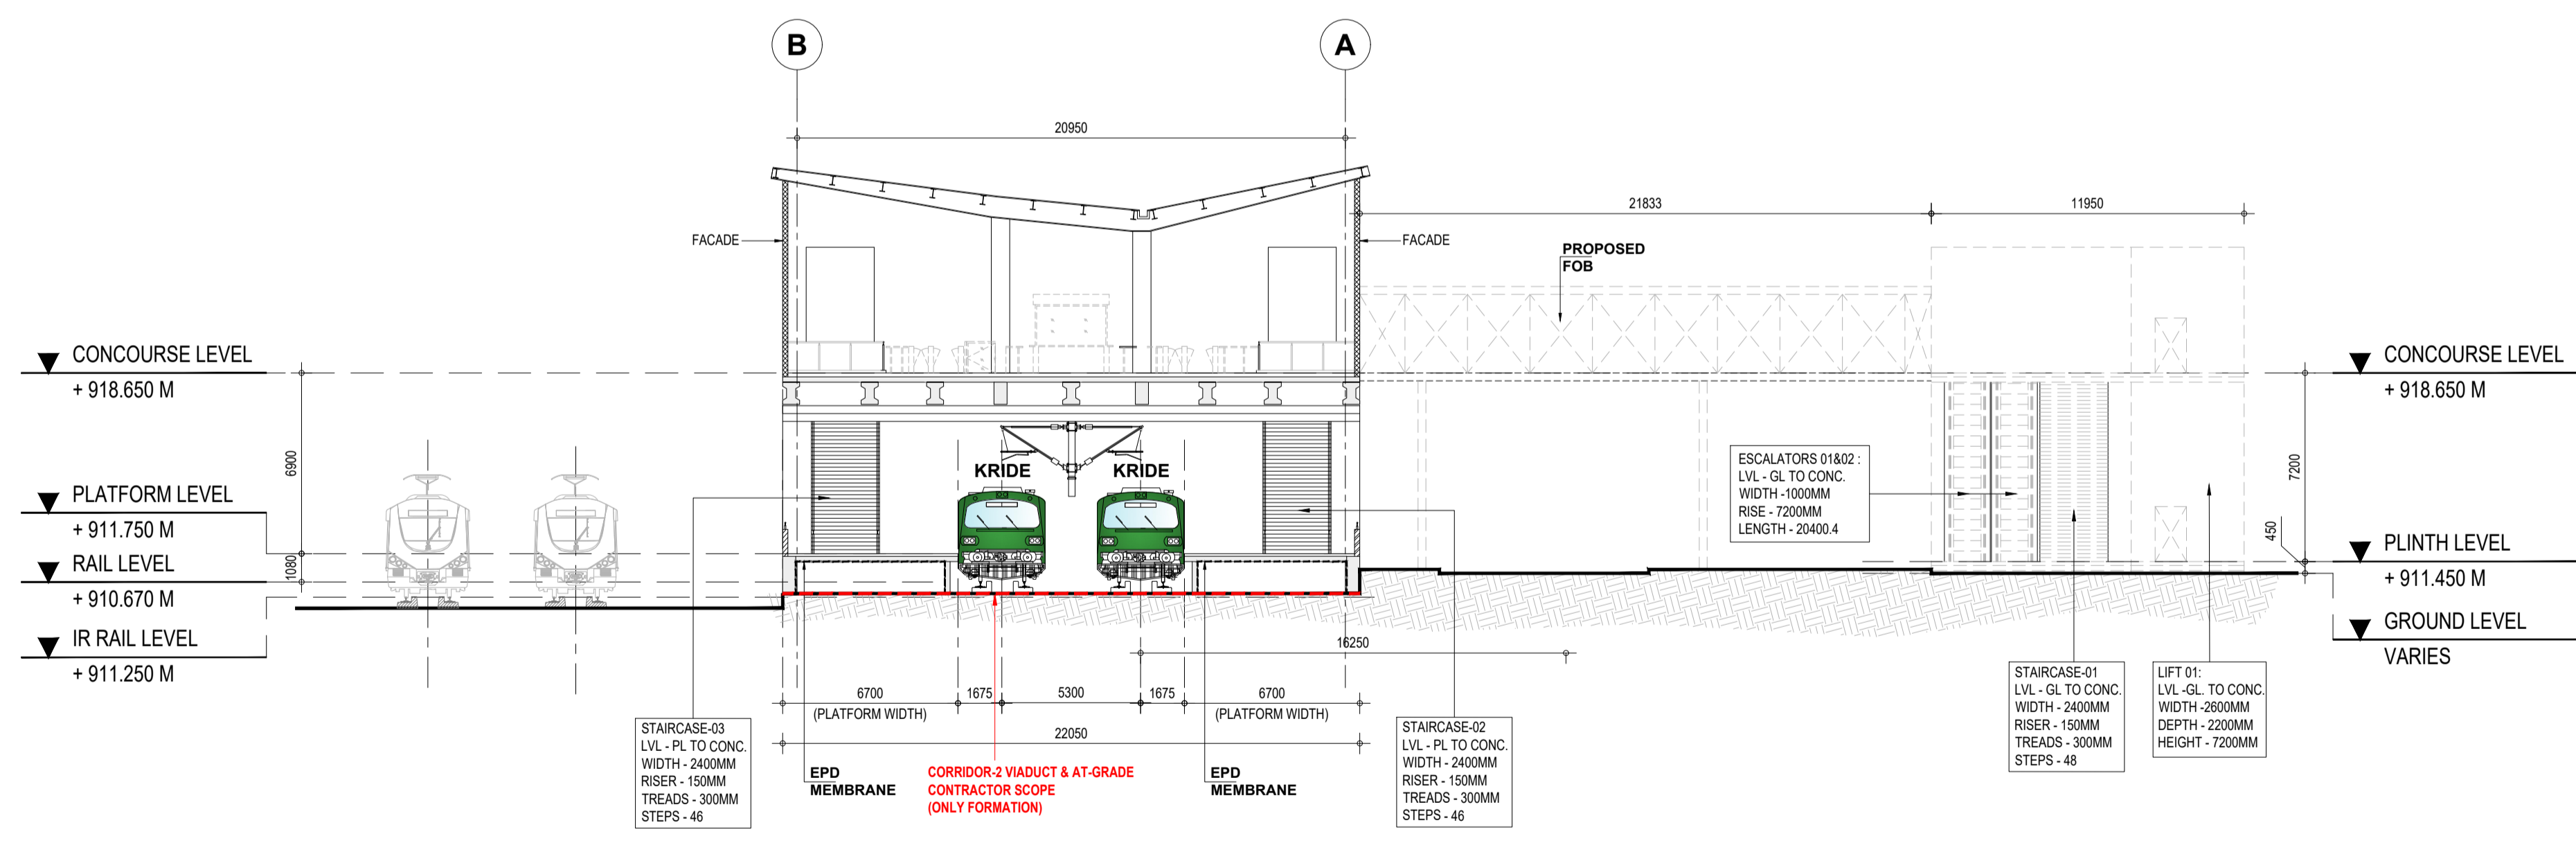 B
A
20950
21833
11950
FACADE
FACADE
PROPOSED
FOB
CONCOURSE LEVEL
+ 918.650 M
CONCOURSE LEVEL
+ 918.650 M
6900
7200
KRIDE
KRIDE
ESCALATORS 01&02 :
LVL - GL TO CONC.
WIDTH -1000MM
RISE - 7200MM
LENGTH - 20400.4
PLATFORM LEVEL
+ 911.750 M
450
PLINTH LEVEL
+ 911.450 M
1080
RAIL LEVEL
+ 910.670 M
IR RAIL LEVEL
+ 911.250 M
GROUND LEVEL
VARIES
16250
6700
(PLATFORM WIDTH)
1675
5300
1675
6700
(PLATFORM WIDTH)
22050
STAIRCASE-03
LVL - PL TO CONC.
WIDTH - 2400MM
RISER - 150MM
TREADS - 300MM
STEPS - 46
EPD
MEMBRANE
CORRIDOR-2 VIADUCT & AT-GRADE
CONTRACTOR SCOPE
(ONLY FORMATION)
EPD
MEMBRANE
STAIRCASE-02
LVL - PL TO CONC.
WIDTH - 2400MM
RISER - 150MM
TREADS - 300MM
STEPS - 46
STAIRCASE-01
LVL - GL TO CONC.
WIDTH - 2400MM
RISER - 150MM
TREADS - 300MM
STEPS - 48
LIFT 01:
LVL -GL. TO CONC.
WIDTH -2600MM
DEPTH - 2200MM
HEIGHT - 7200MM